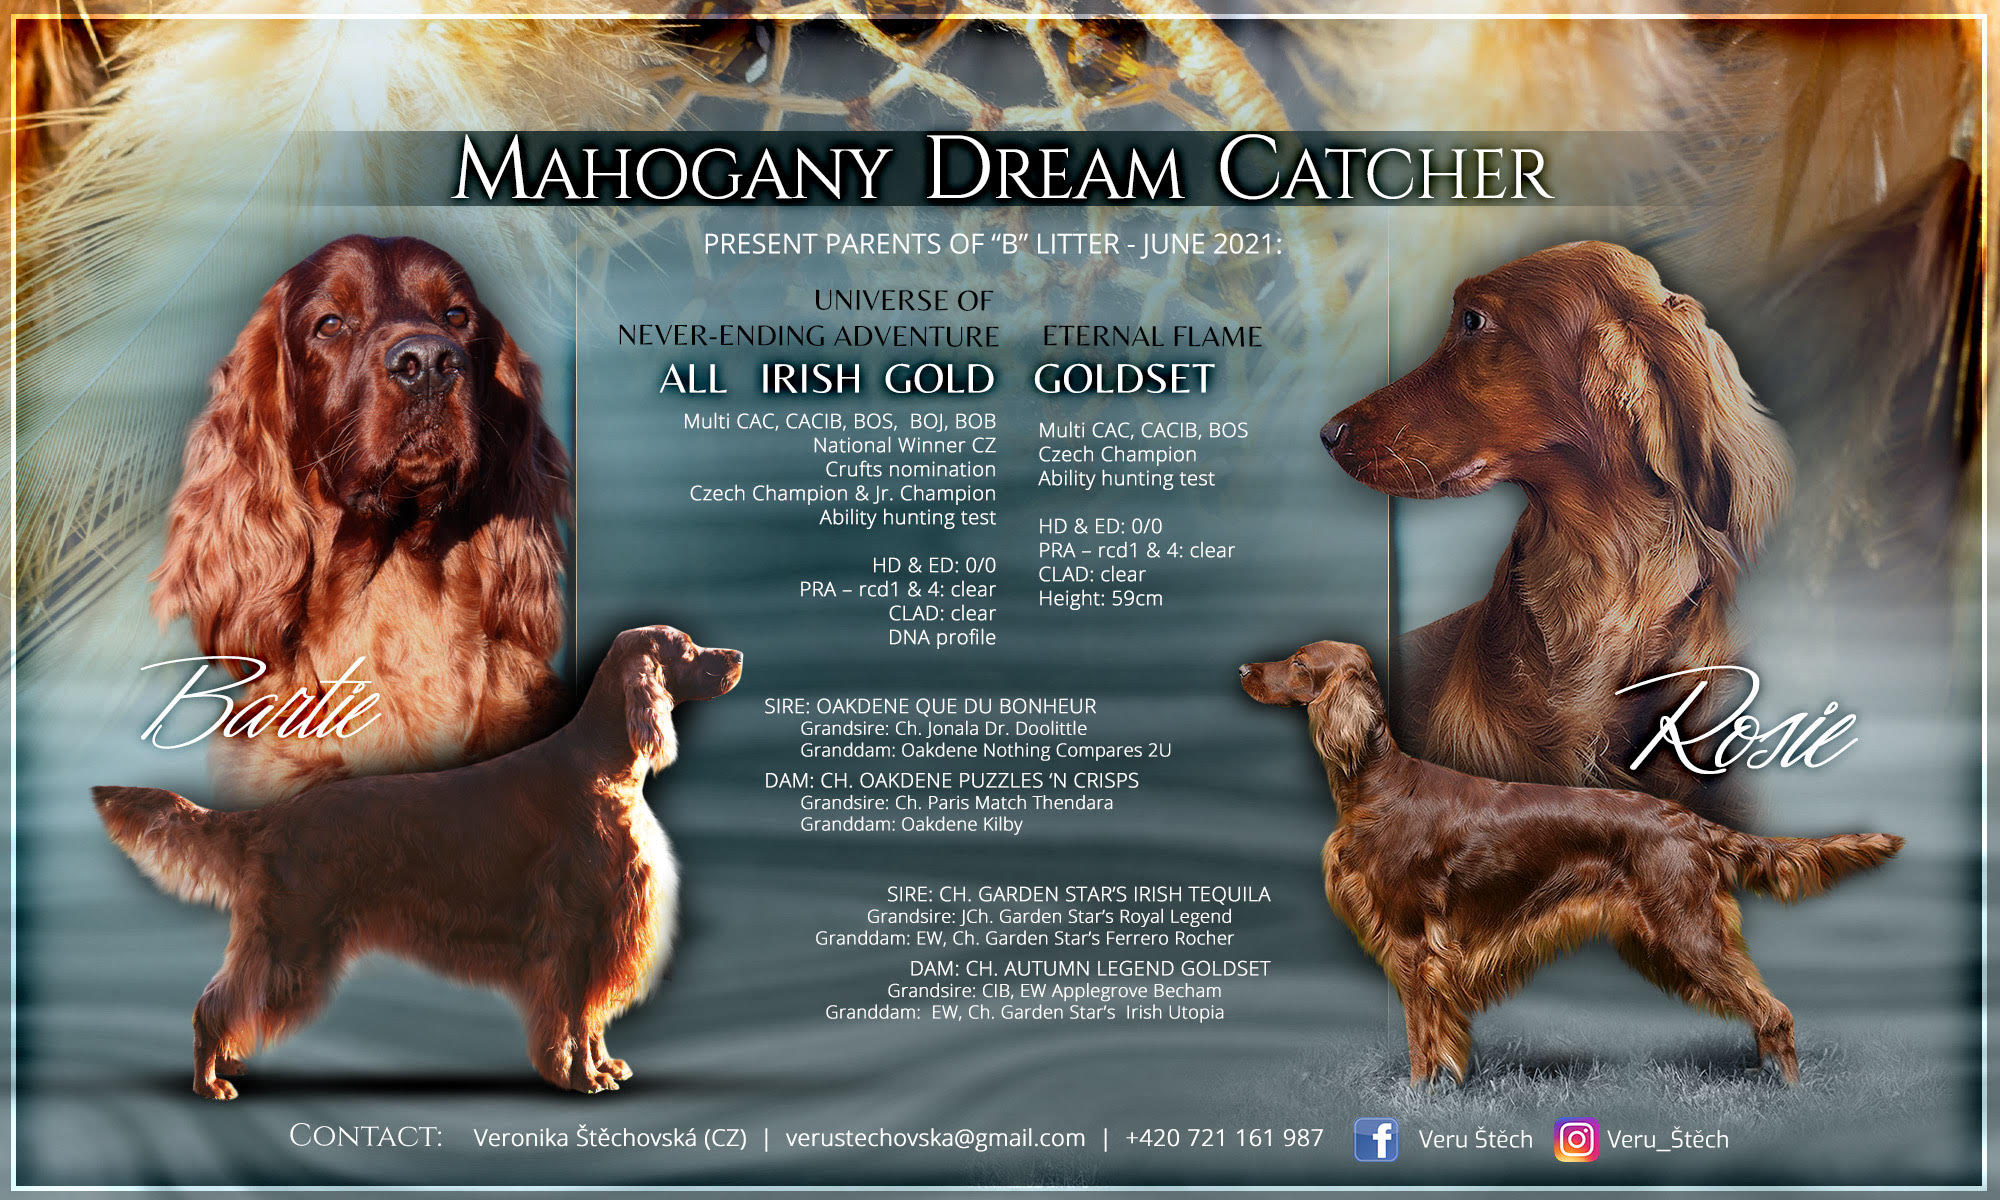 MAHOGANY DREAM CATCHER
PRESENT PARENTS OF “B” LITTER - JUNE 2021:
UNIVERSE OF
NEVER-ENDING ADVENTURE
ALL IRISH GOLD
Multi CAC, CACIB, BOS, BOJ, BOB
National Winner CZ
Crufts nomination
Czech Champion & Jr. Champion
Ability hunting test
HD & ED: 0/0
PRA – rcd1 & 4: clear
CLAD: clear
DNA profile
ETERNAL FLAME
GOLDSET
Multi CAC, CACIB, BOS
Czech Champion
Ability hunting test
HD & ED: 0/0
PRA – rcd1 & 4: clear
CLAD: clear
Height: 59cm
Bartie
Rosie
SIRE: OAKDENE QUE DU BONHEUR
Grandsire: Ch. Jonala Dr. Doolittle
Granddam: Oakdene Nothing Compares 2U
DAM: CH. OAKDENE PUZZLES ‘N CRISPS
Grandsire: Ch. Paris Match Thendara
Granddam: Oakdene Kilby
SIRE: CH. GARDEN STAR’S IRISH TEQUILA
Grandsire: JCh. Garden Star’s Royal Legend
Granddam: EW, Ch. Garden Star’s Ferrero Rocher
DAM: CH. AUTUMN LEGEND GOLDSET
Grandsire: CIB, EW Applegrove Becham
Granddam: EW, Ch. Garden Star’s Irish Utopia
CONTACT: Veronika Štěchovská (CZ) | verustechovska@gmail.com | +420 721 161 987 f Veru Štěch Veru_Štěch